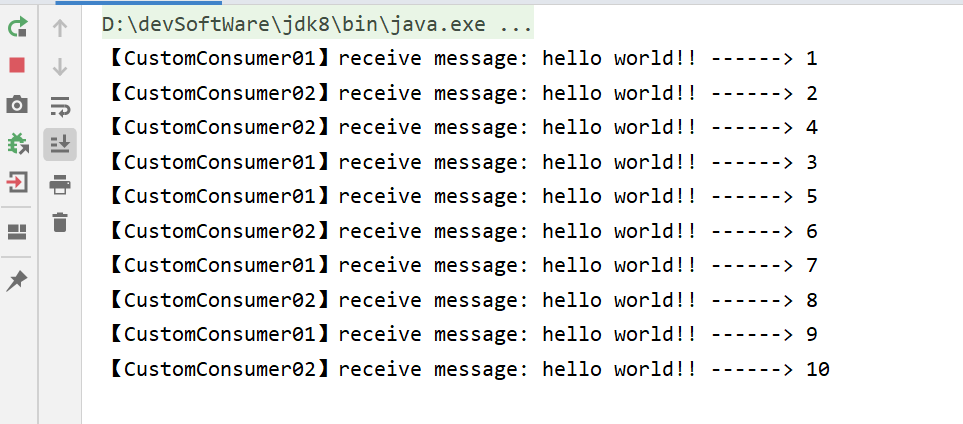 D:\devSoftWare\jdk8\bin\java.exe ...
【CustomConsumer01】receive message: hello world!! ------> 1
【CustomConsumer02】receive message: hello world!! ------> 2
【CustomConsumer02】receive message: hello world!! ------> 4
【CustomConsumer01】receive message: hello world!! ------> 3
【CustomConsumer01】receive message: hello world!! ------> 5
【CustomConsumer02】receive message: hello world!! ------> 6
【CustomConsumer01】receive message: hello world!! ------> 7
【CustomConsumer02】receive message: hello world!! ------> 8
【CustomConsumer01】receive message: hello world!! ------> 9
【CustomConsumer02】receive message: hello world!! ------> 10